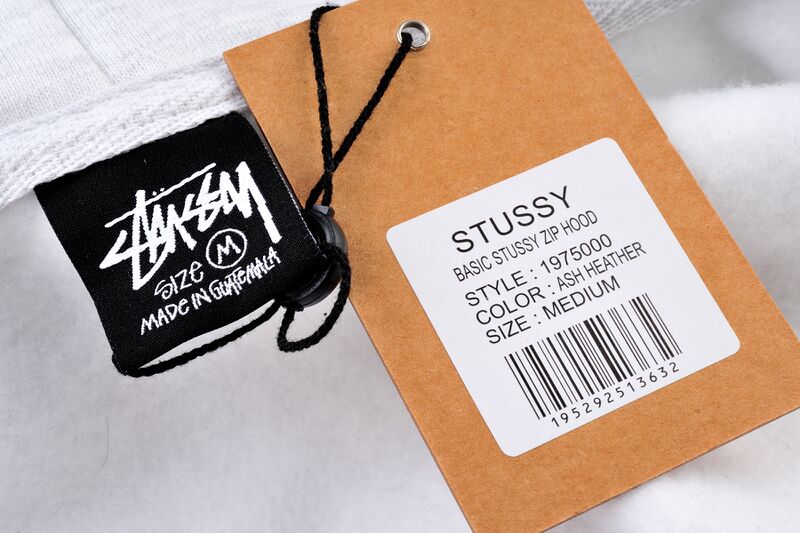 STÜSSY
SIZE M
MADE IN GUATEMALA
STUSSY
BASIC STUSSY ZIP HOOD
STYLE : 1975000
COLOR : ASH HEATHER
SIZE : MEDIUM
195292513632